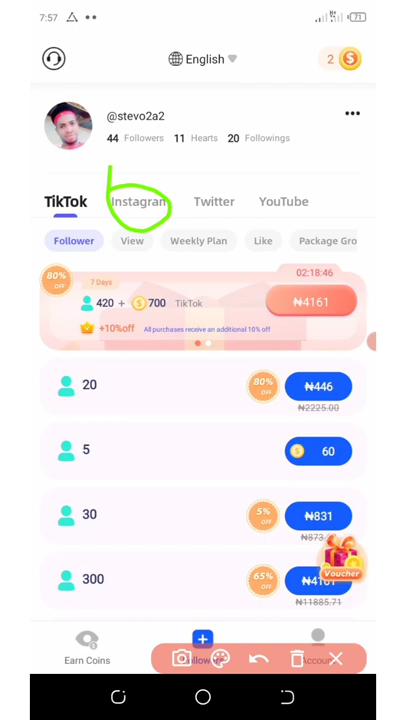 7:57
71
English
2
@stevo2a2
44 Followers 11 Hearts 20 Followings
TikTok Instagram Twitter YouTube
Follower View Weekly Plan Like Package Gro
80% OFF
7 Days
02:18:46
420 + 700 TikTok
₦4161
+10%off
All purchases receive an additional 10% off
20
80% OFF
₦446
₦2225.00
5
60
30
5% OFF
₦831
₦873
300
65% OFF
Voucher
₦11885.71
Earn Coins